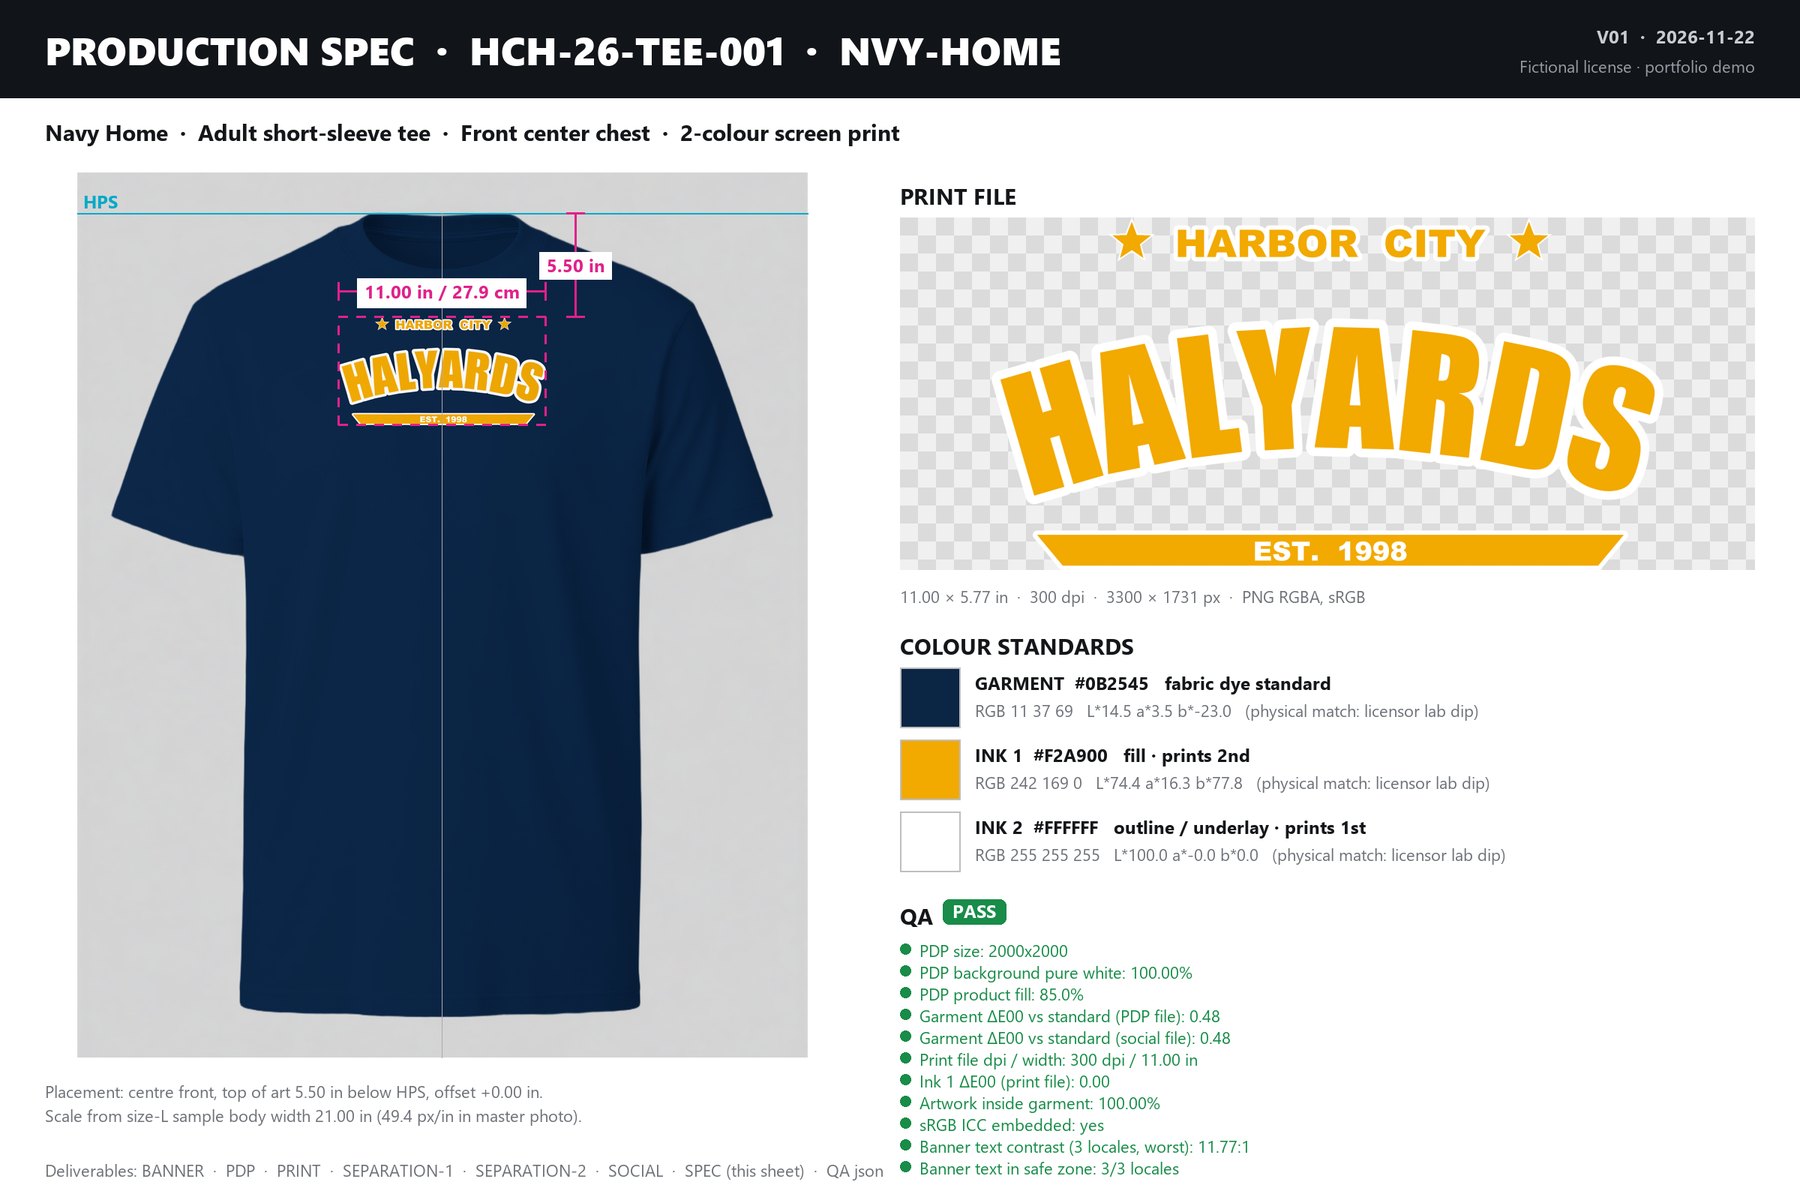 PRODUCTION SPEC · HCH-26-TEE-001 · NVY-HOME
V01 · 2026-11-22
Fictional license · portfolio demo
Navy Home · Adult short-sleeve tee · Front center chest · 2-colour screen print
HPS
5.50 in
11.00 in / 27.9 cm
HARBOR CITY
HALYARDS
EST. 1998
Placement: centre front, top of art 5.50 in below HPS, offset +0.00 in.
Scale from size-L sample body width 21.00 in (49.4 px/in in master photo).
Deliverables: BANNER · PDP · PRINT · SEPARATION-1 · SEPARATION-2 · SOCIAL · SPEC (this sheet) · QA json
PRINT FILE
HARBOR CITY
HALYARDS
EST. 1998
11.00 × 5.77 in · 300 dpi · 3300 × 1731 px · PNG RGBA, sRGB
COLOUR STANDARDS
GARMENT #0B2545 fabric dye standard
RGB 11 37 69 L*14.5 a*3.5 b*-23.0 (physical match: licensor lab dip)
INK 1 #F2A900 fill · prints 2nd
RGB 242 169 0 L*74.4 a*16.3 b*77.8 (physical match: licensor lab dip)
INK 2 #FFFFFF outline / underlay · prints 1st
RGB 255 255 255 L*100.0 a*-0.0 b*0.0 (physical match: licensor lab dip)
QA PASS
PDP size: 2000x2000
PDP background pure white: 100.00%
PDP product fill: 85.0%
Garment ΔE00 vs standard (PDP file): 0.48
Garment ΔE00 vs standard (social file): 0.48
Print file dpi / width: 300 dpi / 11.00 in
Ink 1 ΔE00 (print file): 0.00
Artwork inside garment: 100.00%
sRGB ICC embedded: yes
Banner text contrast (3 locales, worst): 11.77:1
Banner text in safe zone: 3/3 locales